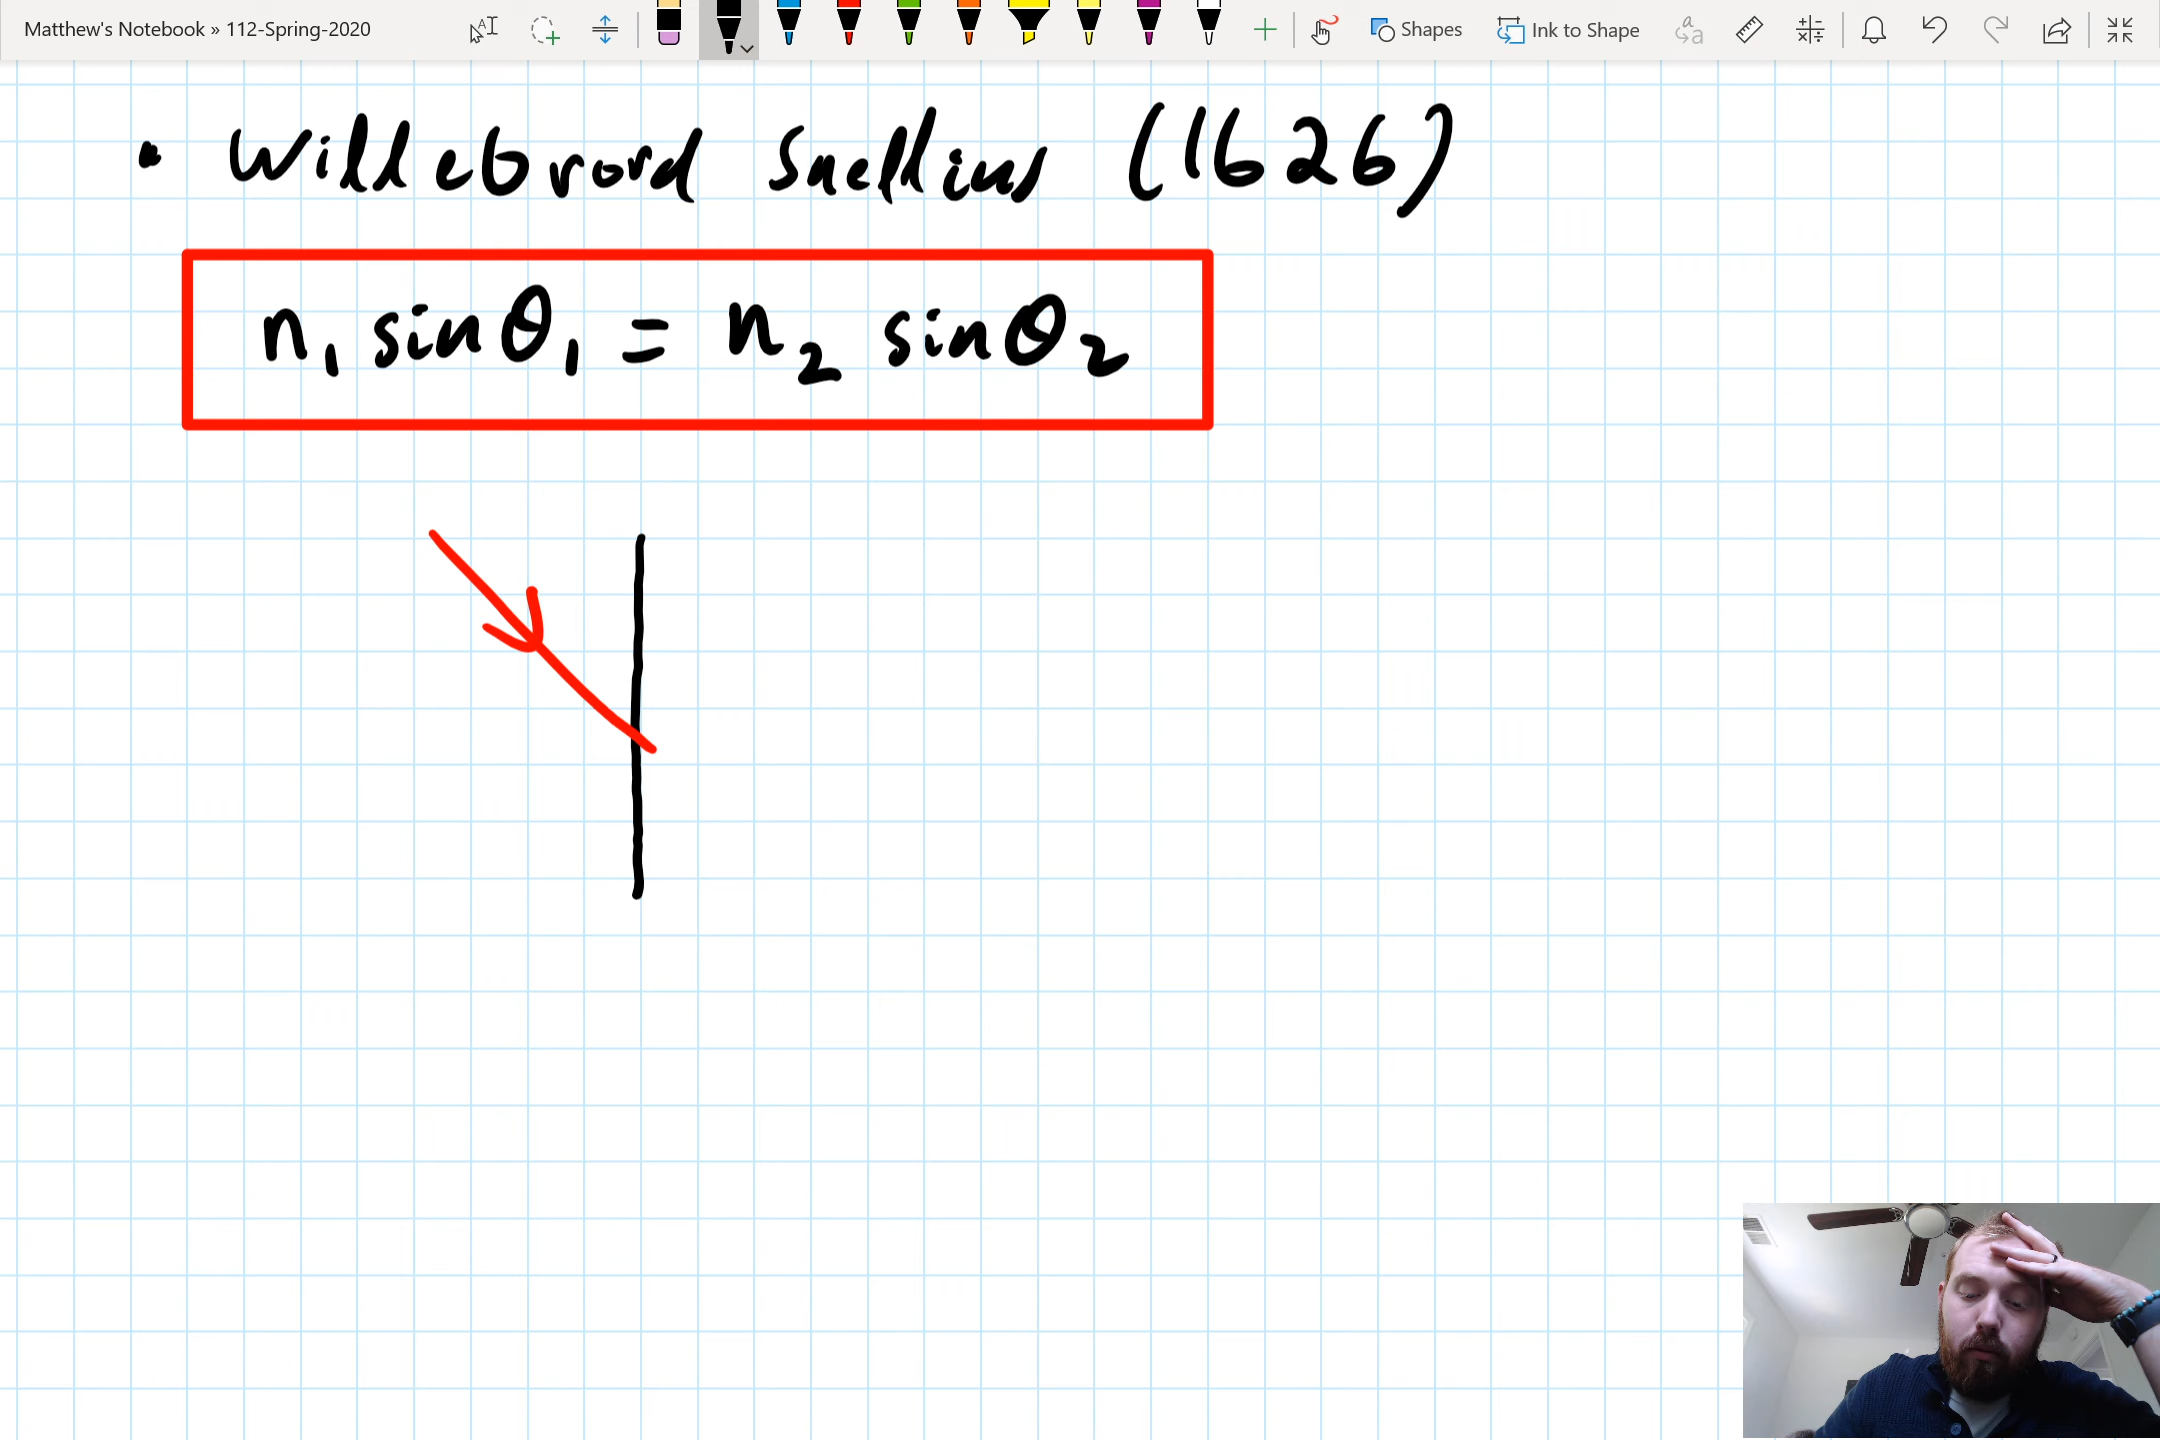 Matthew's Notebook » 112-Spring-2020
Shapes
Ink to Shape
• Willebrord Snellius (1626)
n₁ sinθ₁ = n₂ sinθ₂